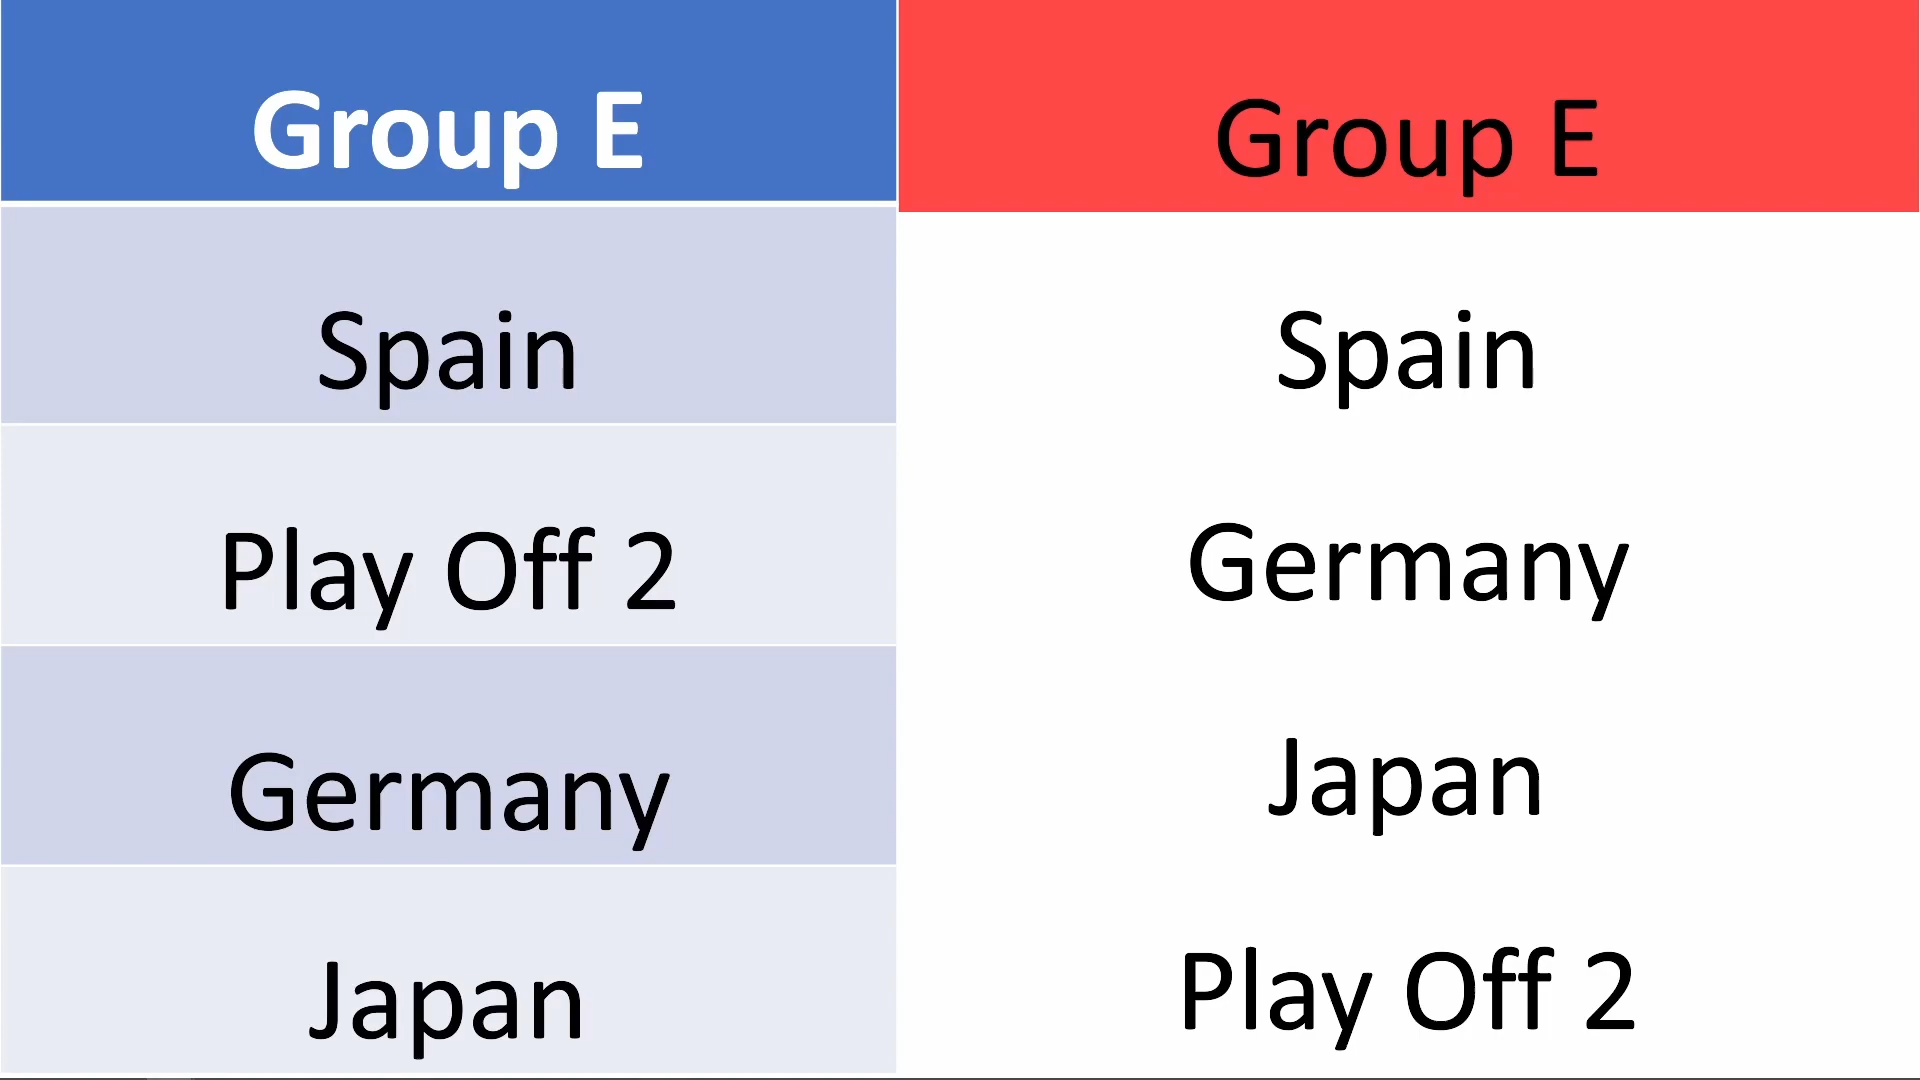 Group E
Spain
Play Off 2
Germany
Japan
Group E
Spain
Germany
Japan
Play Off 2